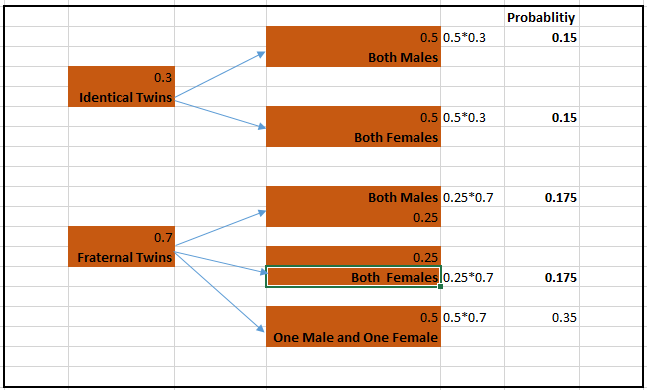 Probablitiy
0.5 0.5*0.3 0.15
Both Males
0.3
Identical Twins
0.5 0.5*0.3 0.15
Both Females
Both Males 0.25*0.7 0.175
0.25
0.7
Fraternal Twins
0.25
Both Females 0.25*0.7 0.175
0.5 0.5*0.7 0.35
One Male and One Female